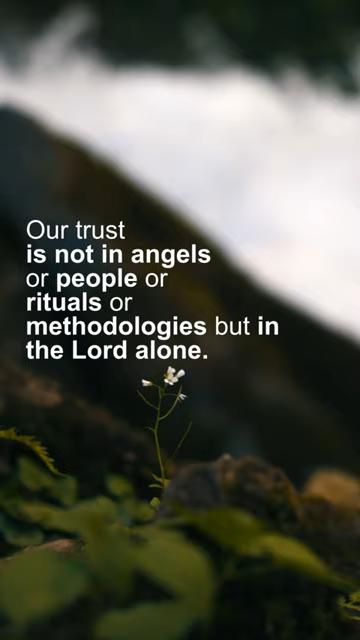 Our trust
is not in angels
or people or
rituals or
methodologies but in
the Lord alone.